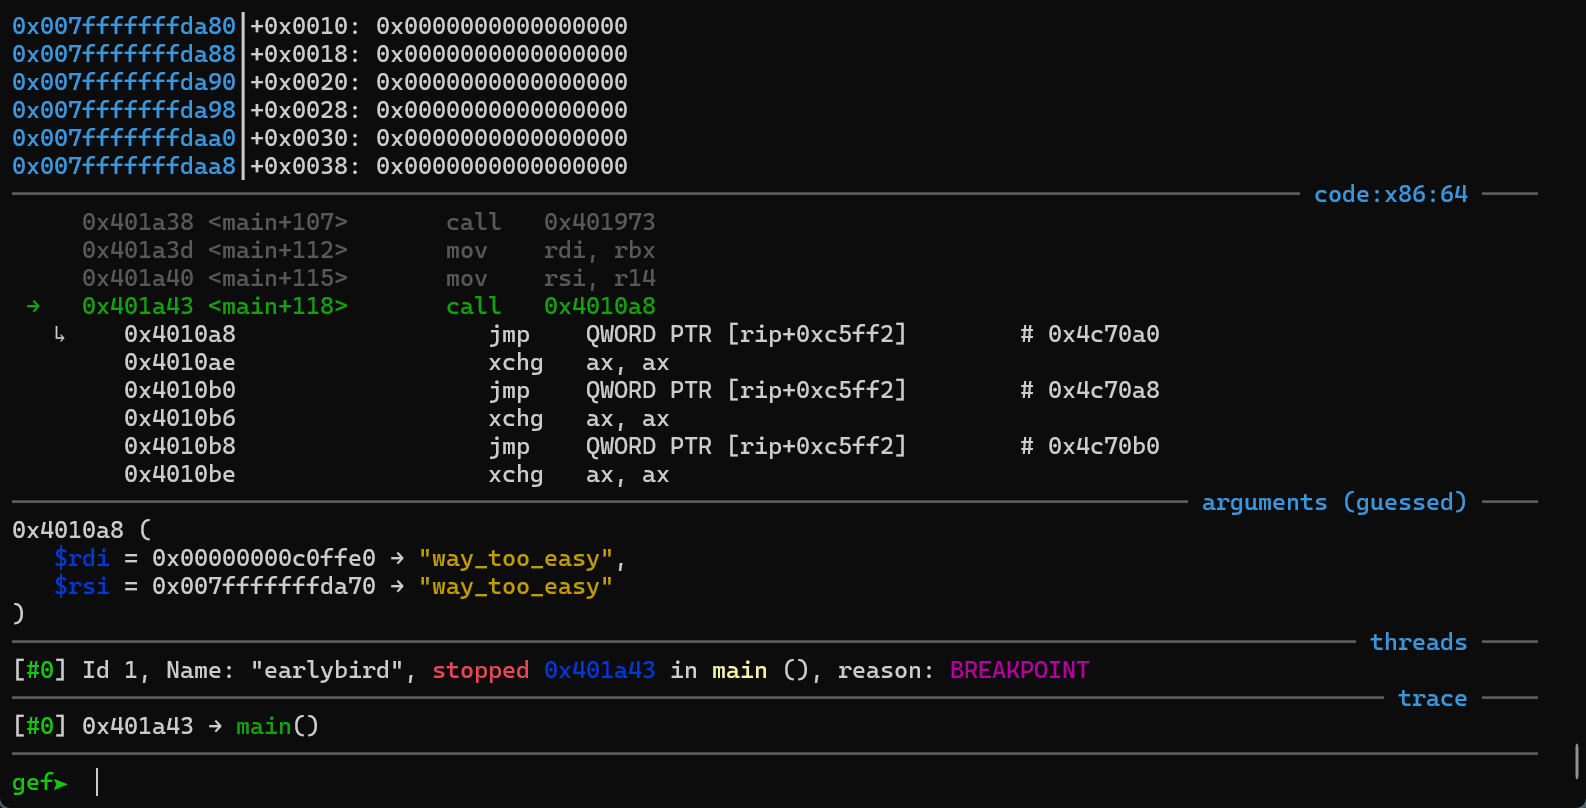 0x007fffffffda80│+0x0010: 0x0000000000000000
0x007fffffffda88│+0x0018: 0x0000000000000000
0x007fffffffda90│+0x0020: 0x0000000000000000
0x007fffffffda98│+0x0028: 0x0000000000000000
0x007fffffffdaa0│+0x0030: 0x0000000000000000
0x007fffffffdaa8│+0x0038: 0x0000000000000000
code:x86:64
0x401a38 <main+107> call 0x401973
0x401a3d <main+112> mov rdi, rbx
0x401a40 <main+115> mov rsi, r14
→ 0x401a43 <main+118> call 0x4010a8
↳ 0x4010a8 jmp QWORD PTR [rip+0xc5ff2] # 0x4c70a0
0x4010ae xchg ax, ax
0x4010b0 jmp QWORD PTR [rip+0xc5ff2] # 0x4c70a8
0x4010b6 xchg ax, ax
0x4010b8 jmp QWORD PTR [rip+0xc5ff2] # 0x4c70b0
0x4010be xchg ax, ax
arguments (guessed)
0x4010a8 (
$rdi = 0x00000000c0ffe0 → "way_too_easy",
$rsi = 0x007fffffffda70 → "way_too_easy"
)
threads
[#0] Id 1, Name: "earlybird", stopped 0x401a43 in main (), reason: BREAKPOINT
trace
[#0] 0x401a43 → main()
gef➤